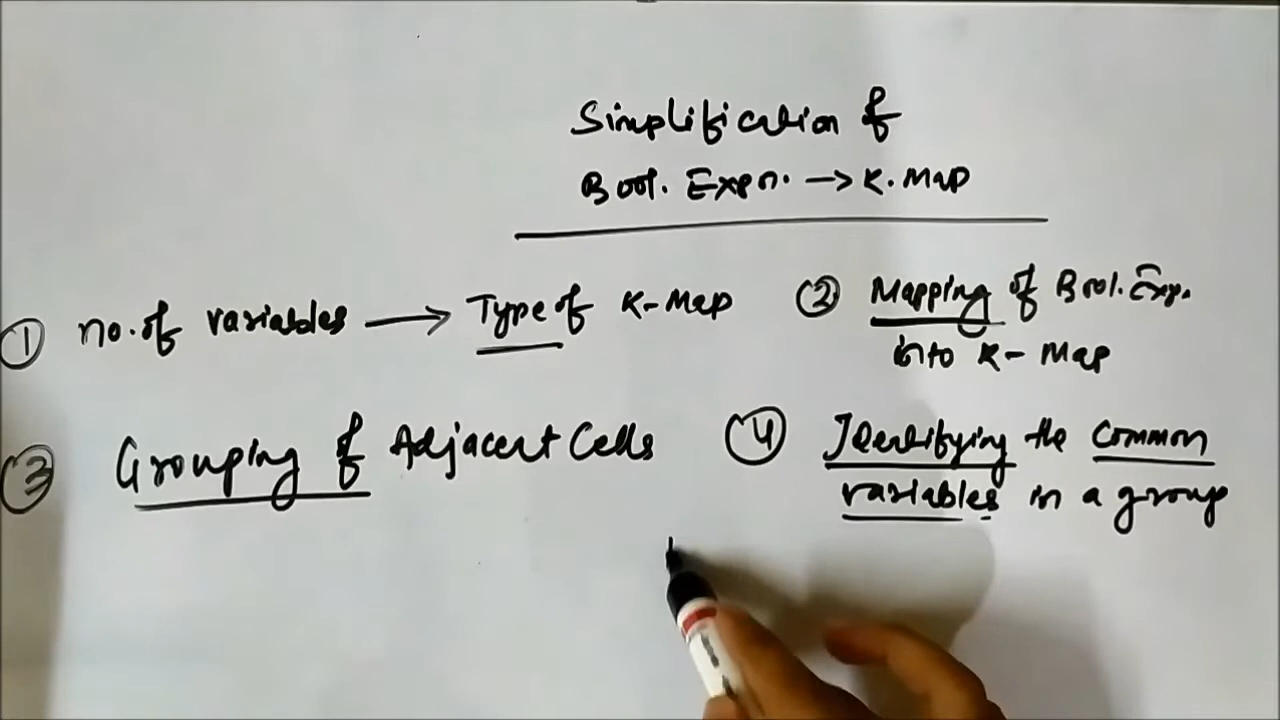 Simplification of
Bool. Expn. → K. Map
① no. of variables → Type of K-Map
② Mapping of Bool. Exp.
into K- Map
③ Grouping of Adjacent Cells
④ Identifying the common
variables in a group